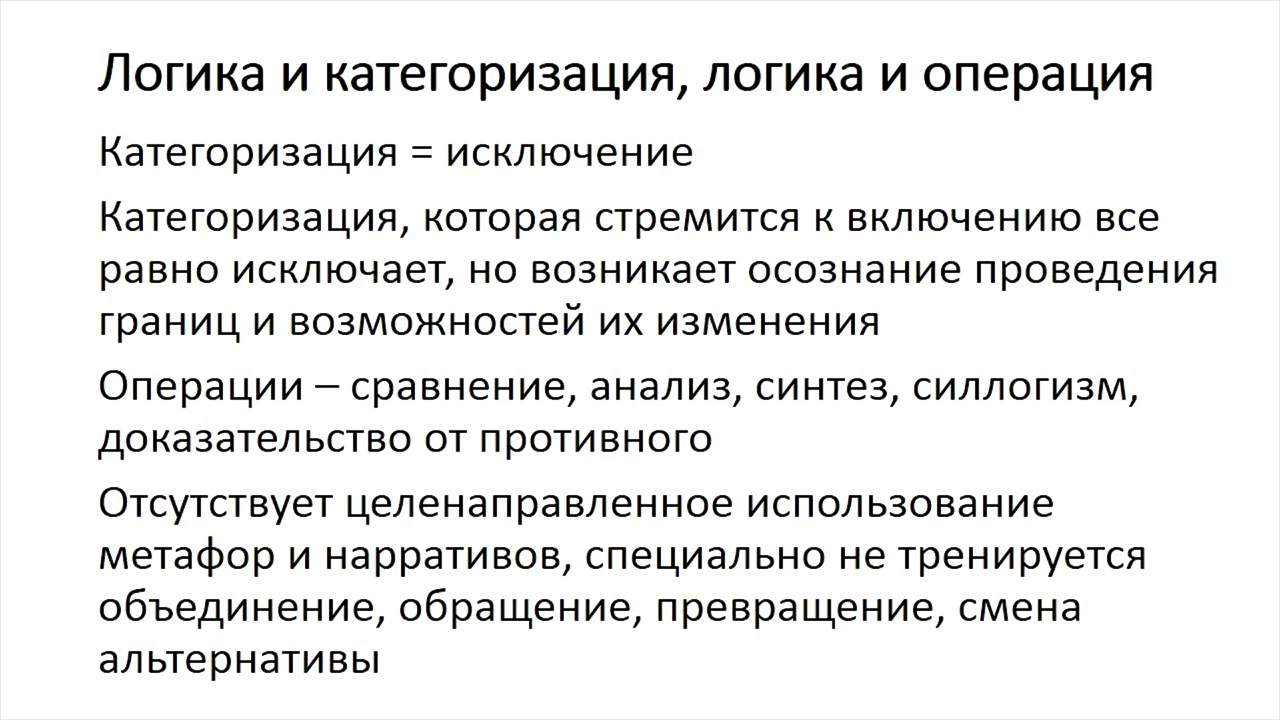 Логика и категоризация, логика и операция
Категоризация = исключение
Категоризация, которая стремится к включению все
равно исключает, но возникает осознание проведения
границ и возможностей их изменения
Операции – сравнение, анализ, синтез, силлогизм,
доказательство от противного
Отсутствует целенаправленное использование
метафор и нарративов, специально не тренируется
объединение, обращение, превращение, смена
альтернативы